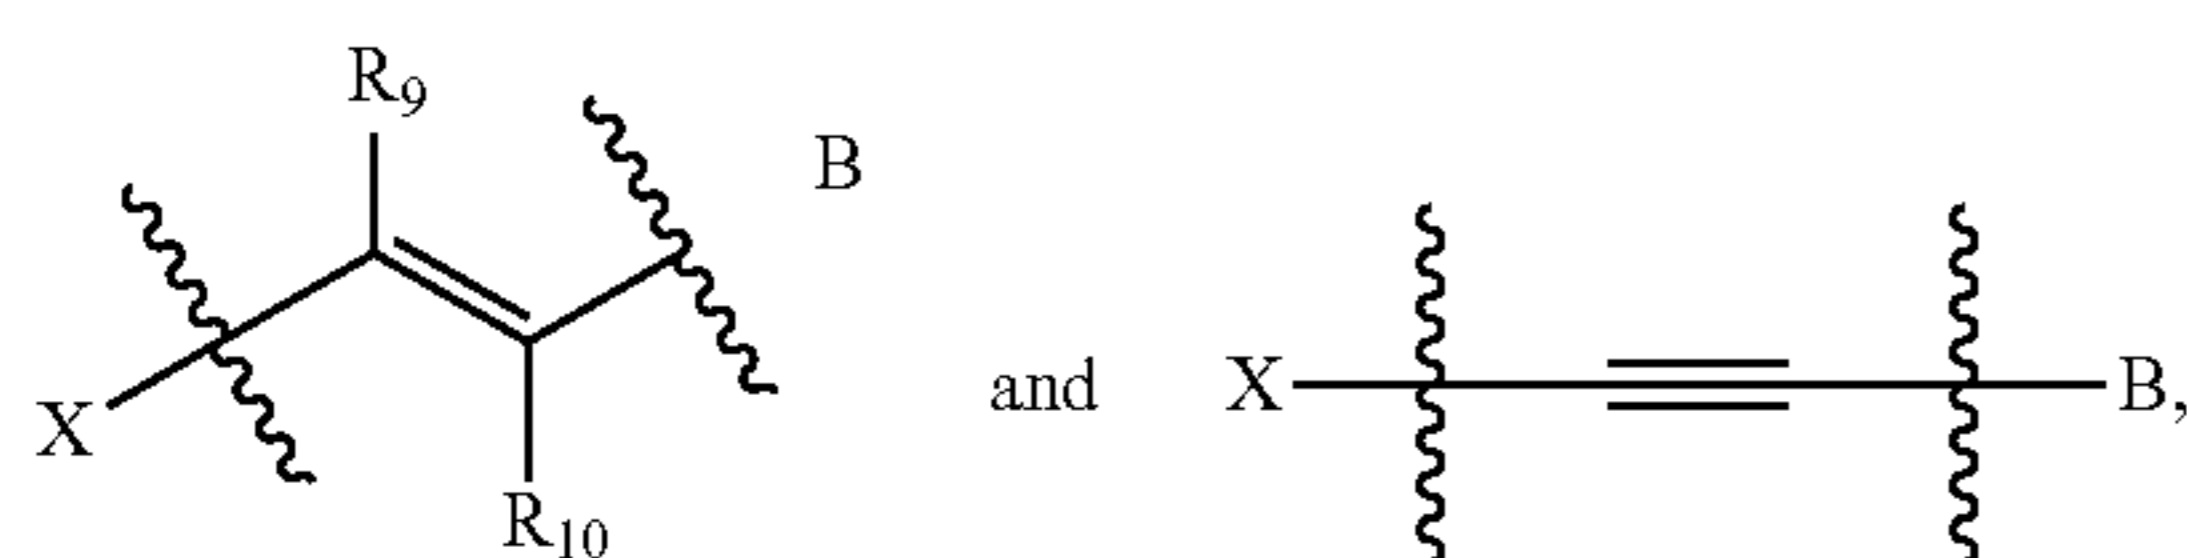 R₉
B
X
R₁₀
and
X
B,